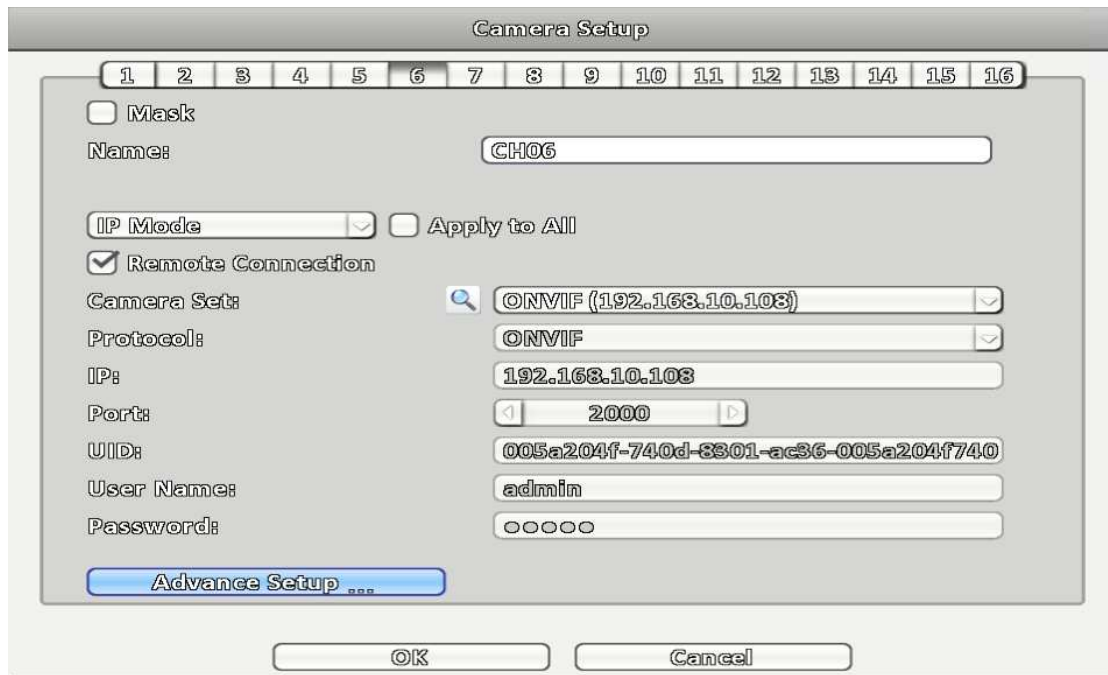 Camera Setup
1 2 3 4 5 6 7 8 9 10 11 12 13 14 15 16
Mask
Name: CH06
IP Mode Apply to All
Remote Connection
Camera Set: ONVIF (192.168.10.108)
Protocol: ONVIF
IP: 192.168.10.108
Port: 2000
UID: 005a204f-740d-8301-ac36-005a204f740
User Name: admin
Password: ooooo
Advance Setup ...
OK Cancel